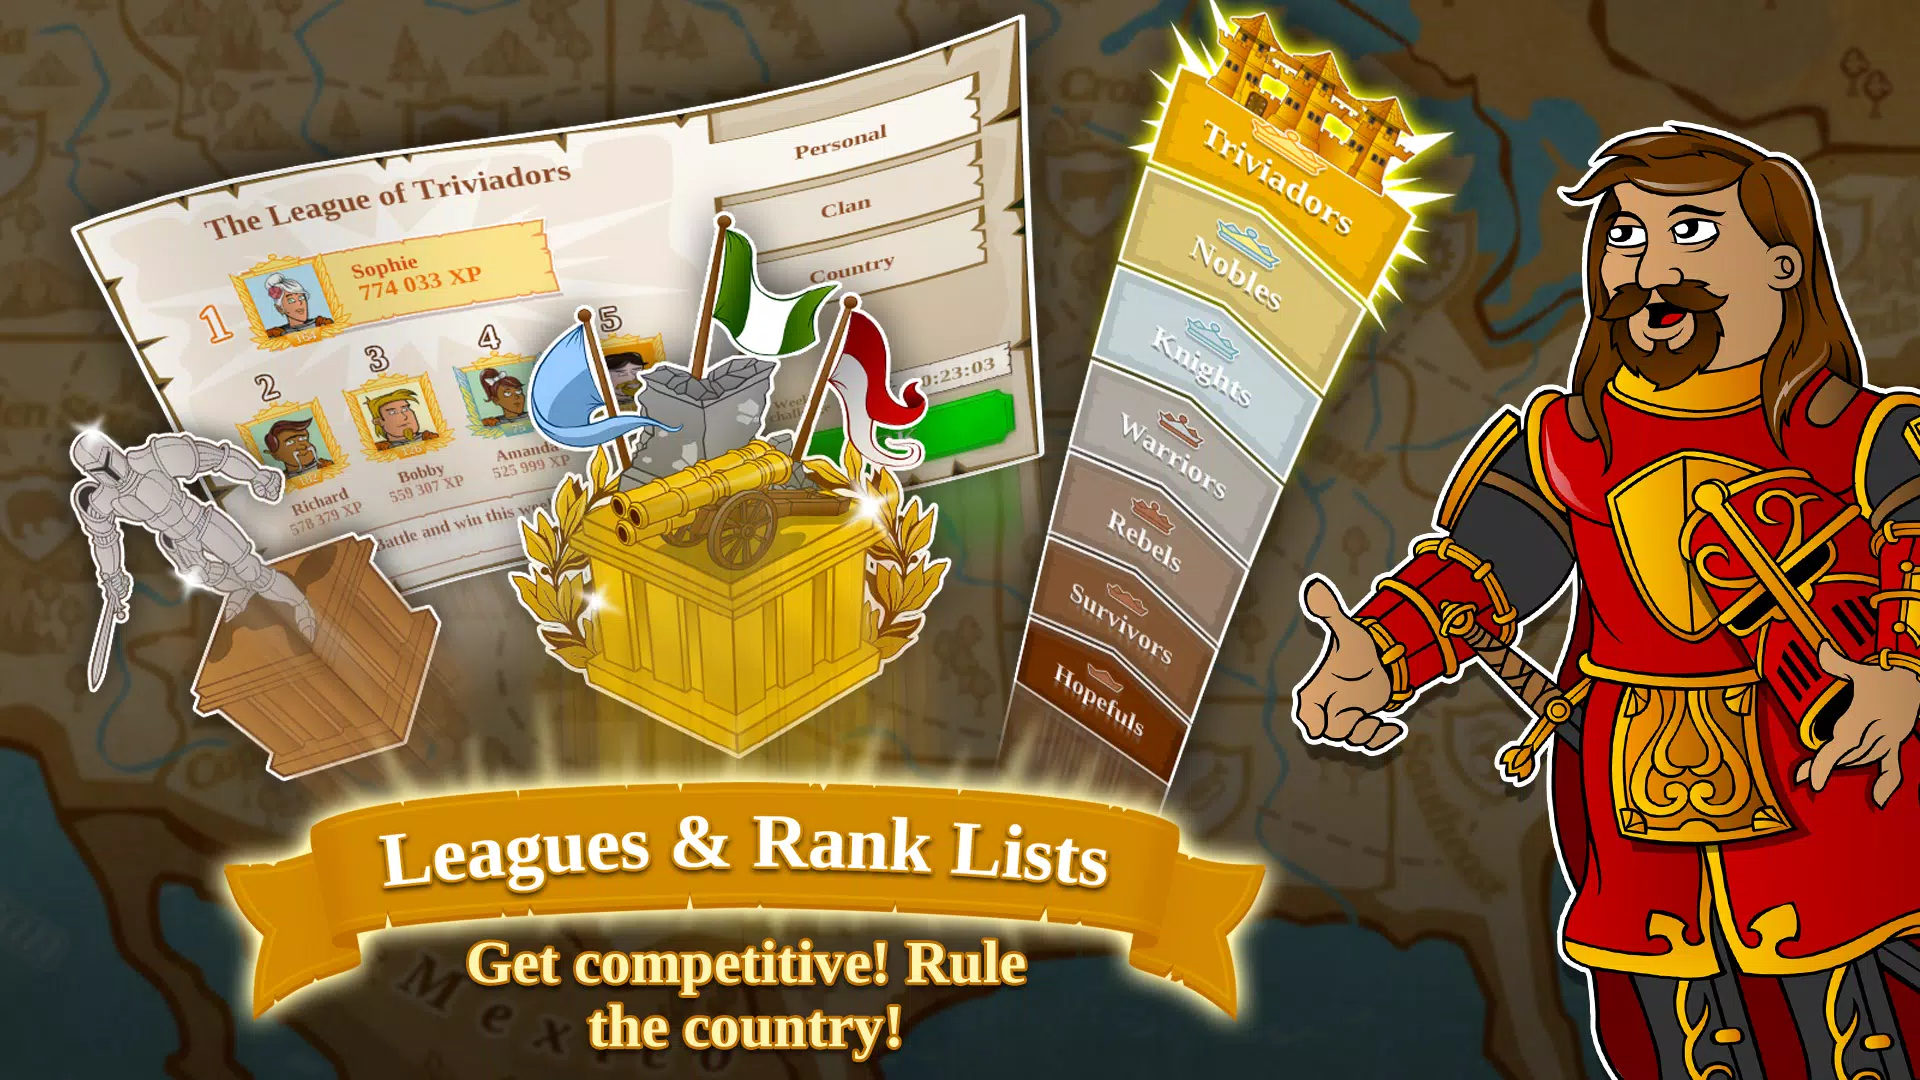 The League of Triviadors
Personal
Clan
Country
1
Sophie
774 033 XP
164
2
3
4
5
Richard
578 379 XP
Bobby
559 307 XP
Amanda
525 999 XP
Battle and win this
0:23:03
Triviadors
Nobles
Knights
Warriors
Rebels
Survivors
Hopefuls
Leagues & Rank Lists
Get competitive! Rule
the country!
Mexico